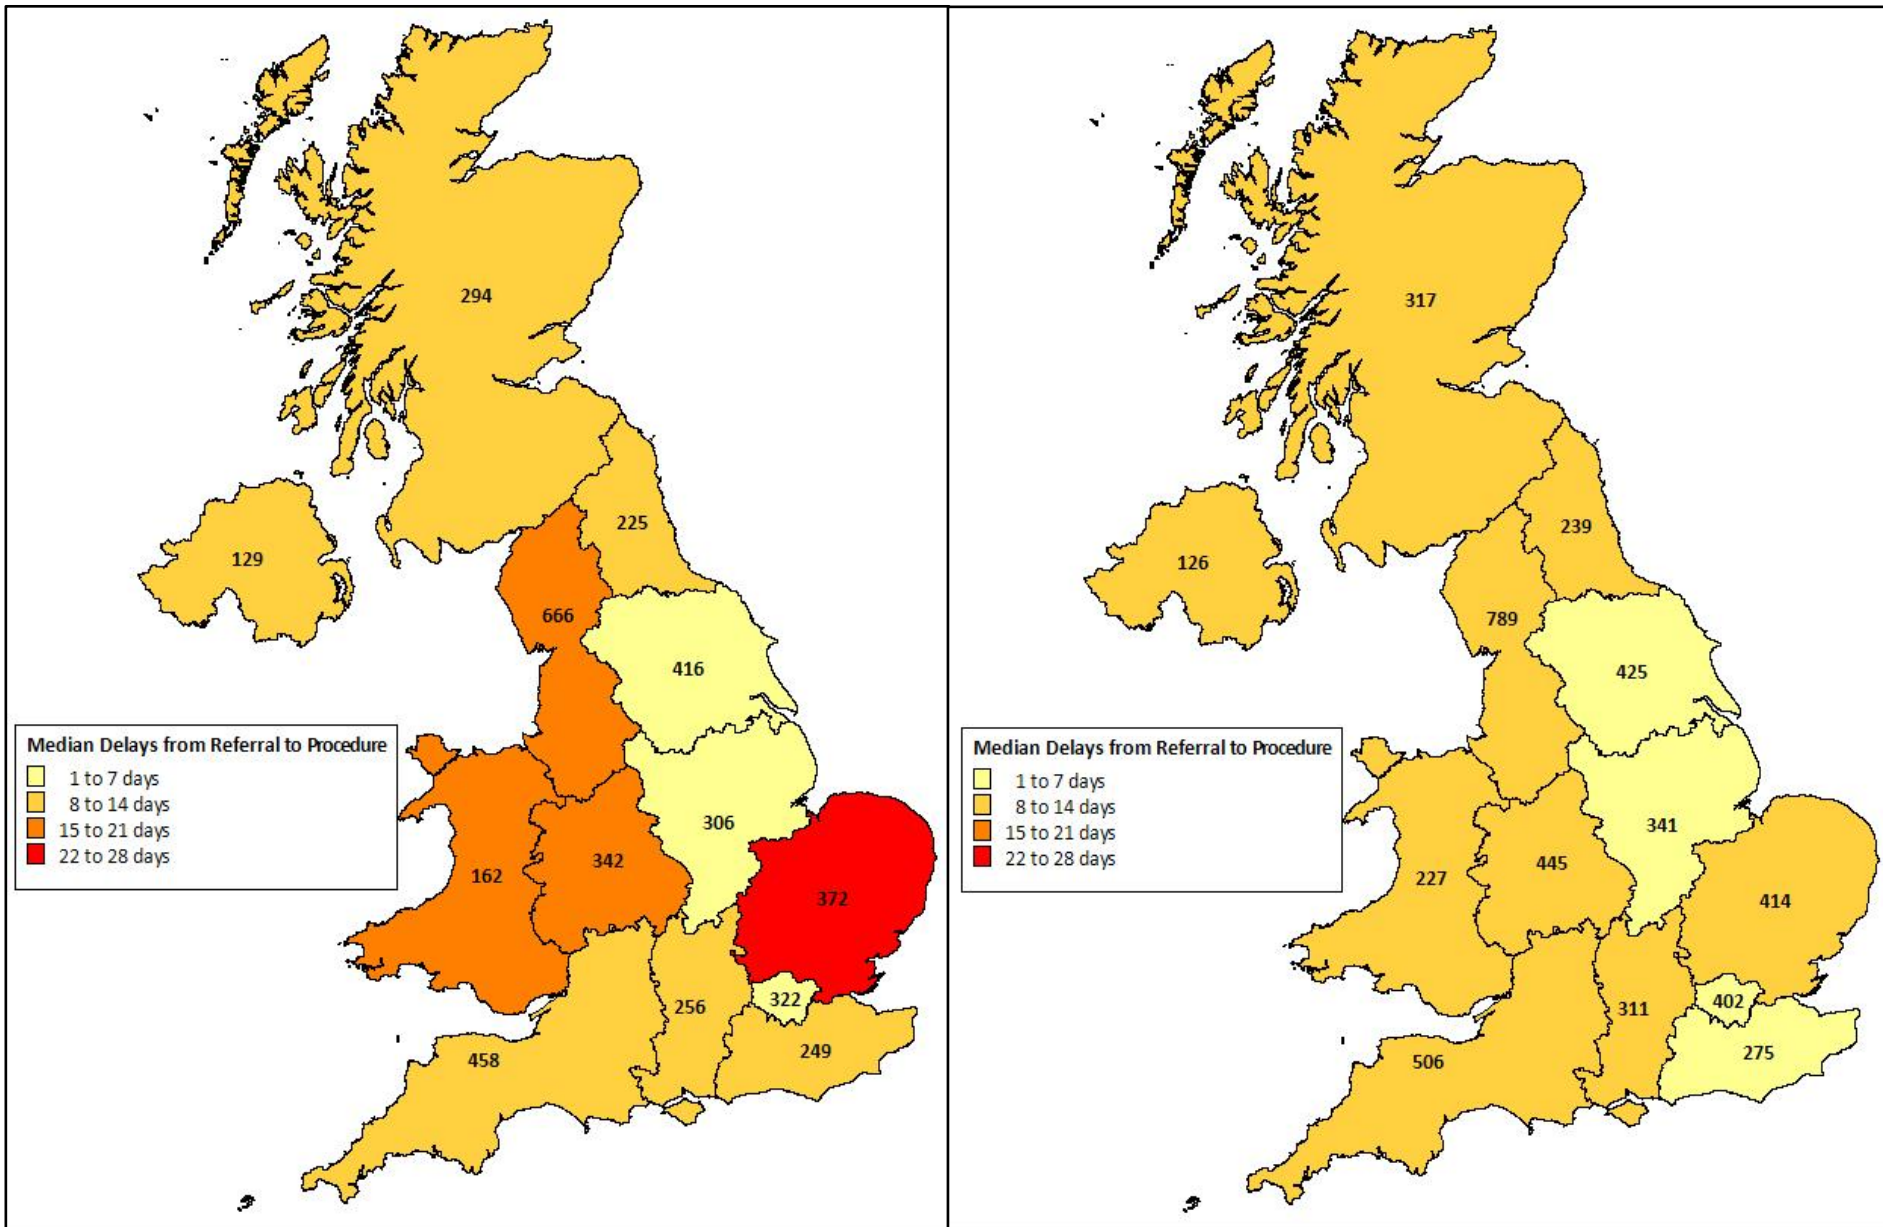 294
225
129
666
416
306
342
162
372
322
256
249
458
Median Delays from Referral to Procedure
1 to 7 days
8 to 14 days
15 to 21 days
22 to 28 days
317
239
126
789
425
341
445
227
414
402
311
275
506
Median Delays from Referral to Procedure
1 to 7 days
8 to 14 days
15 to 21 days
22 to 28 days